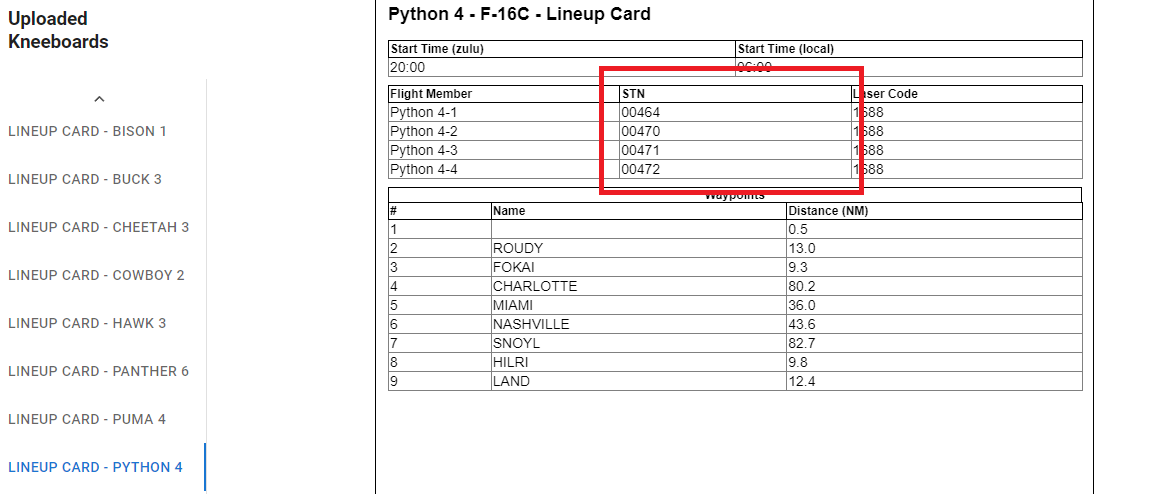 Uploaded
Kneeboards
LINEUP CARD - BISON 1
LINEUP CARD - BUCK 3
LINEUP CARD - CHEETAH 3
LINEUP CARD - COWBOY 2
LINEUP CARD - HAWK 3
LINEUP CARD - PANTHER 6
LINEUP CARD - PUMA 4
LINEUP CARD - PYTHON 4
Python 4 - F-16C - Lineup Card
Start Time (zulu) Start Time (local)
20:00 06:00
Flight Member STN Laser Code
Python 4-1 00464 1688
Python 4-2 00470 1688
Python 4-3 00471 1688
Python 4-4 00472 1688
Waypoints
# Name Distance (NM)
1 0.5
2 ROUDY 13.0
3 FOKAI 9.3
4 CHARLOTTE 80.2
5 MIAMI 36.0
6 NASHVILLE 43.6
7 SNOYL 82.7
8 HILRI 9.8
9 LAND 12.4